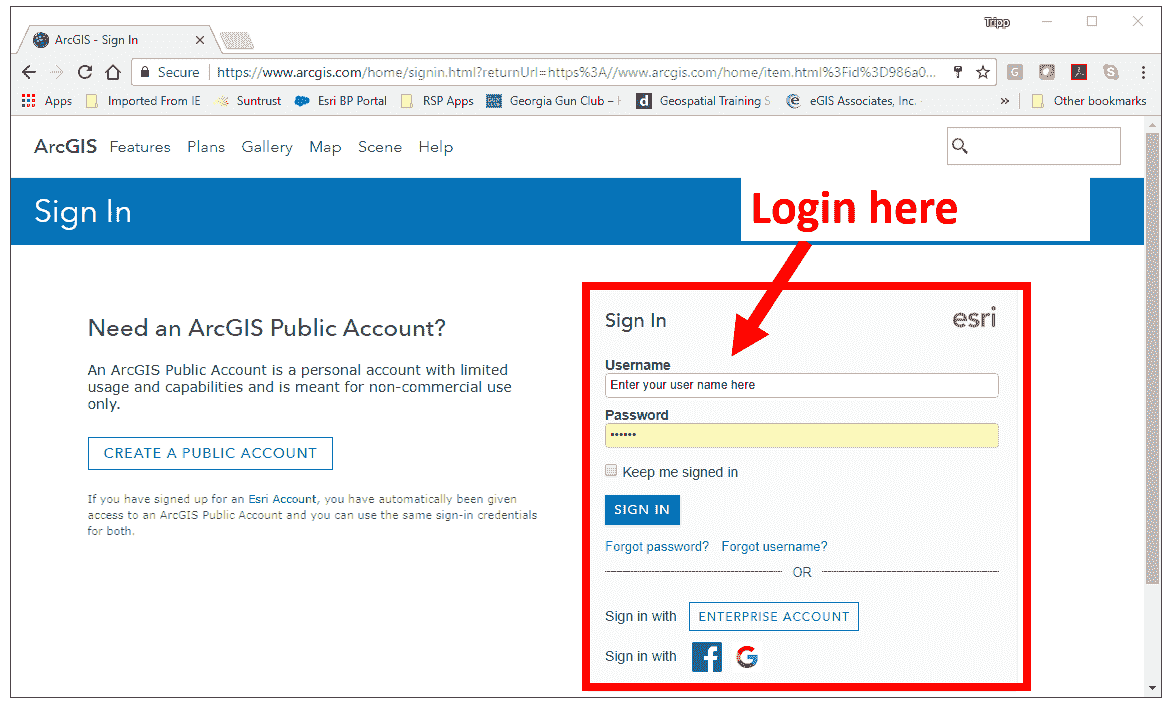 Tripp
ArcGIS - Sign In
Secure
https://www.arcgis.com/home/signin.html?returnUrl=https%3A//www.arcgis.com/home/item.html%3Fid%3D986a0...
Apps Imported From IE Suntrust Esri BP Portal RSP Apps Georgia Gun Club – Geospatial Training S eGIS Associates, Inc. » Other bookmarks
ArcGIS Features Plans Gallery Map Scene Help
Sign In
Login here
Need an ArcGIS Public Account?
An ArcGIS Public Account is a personal account with limited
usage and capabilities and is meant for non-commercial use
only.
CREATE A PUBLIC ACCOUNT
If you have signed up for an Esri Account, you have automatically been given
access to an ArcGIS Public Account and you can use the same sign-in credentials
for both.
Sign In
esri
Username
Enter your user name here
Password
••••••
Keep me signed in
SIGN IN
Forgot password? Forgot username?
OR
Sign in with ENTERPRISE ACCOUNT
Sign in with f G